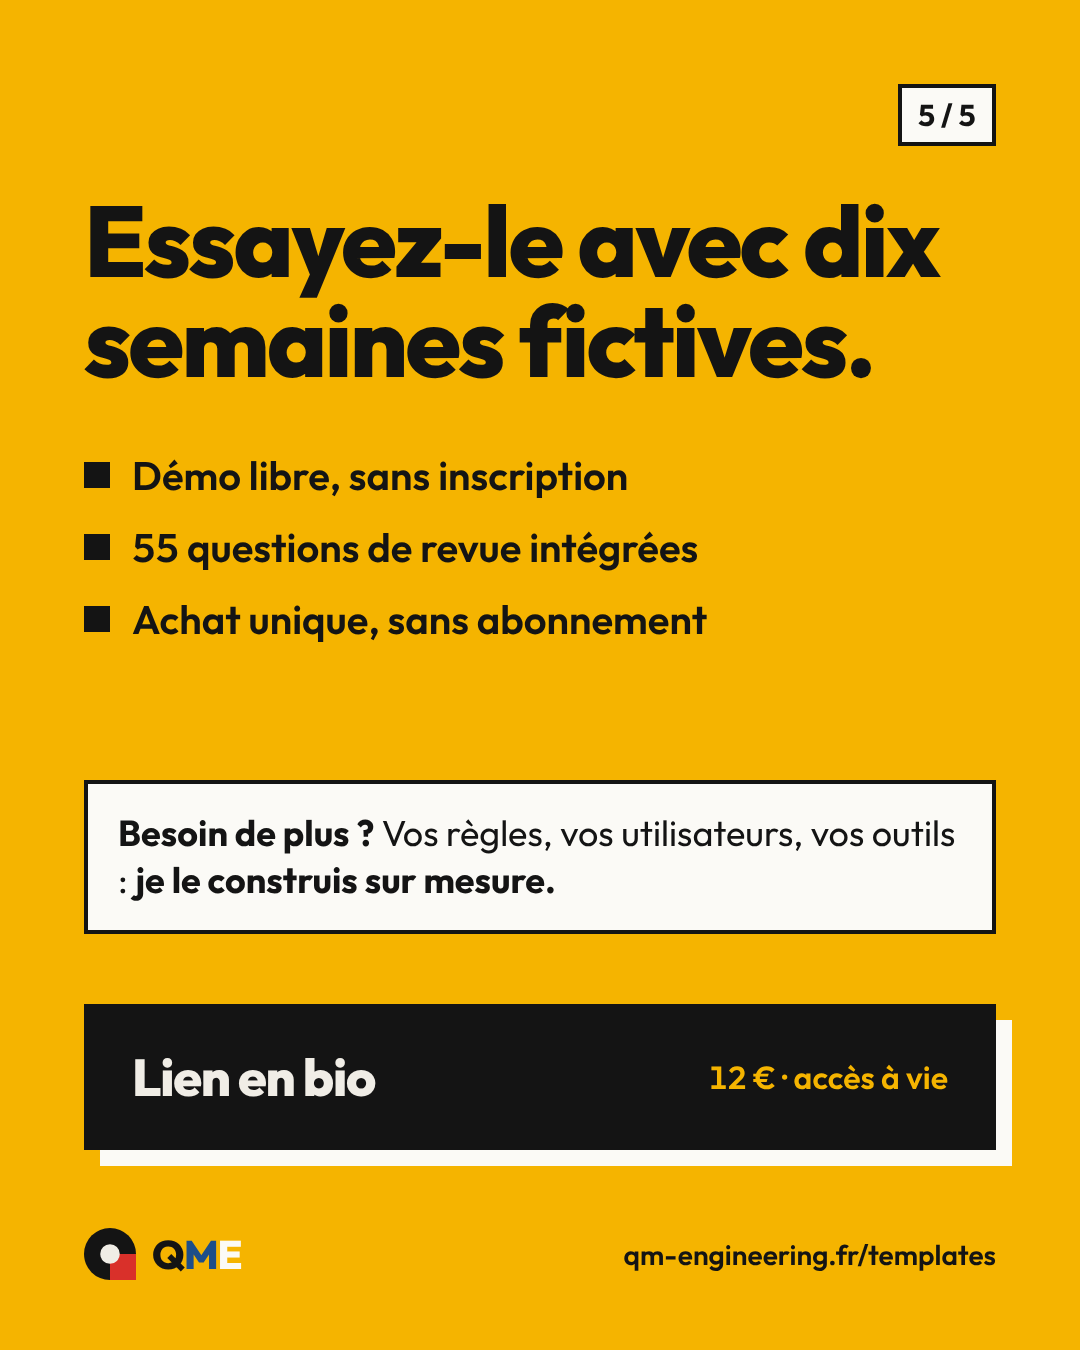 5 / 5
Essayez-le avec dix
semaines fictives.
Démo libre, sans inscription
55 questions de revue intégrées
Achat unique, sans abonnement
Besoin de plus ? Vos règles, vos utilisateurs, vos outils
: je le construis sur mesure.
Lien en bio
12 € · accès à vie
QME
qm-engineering.fr/templates